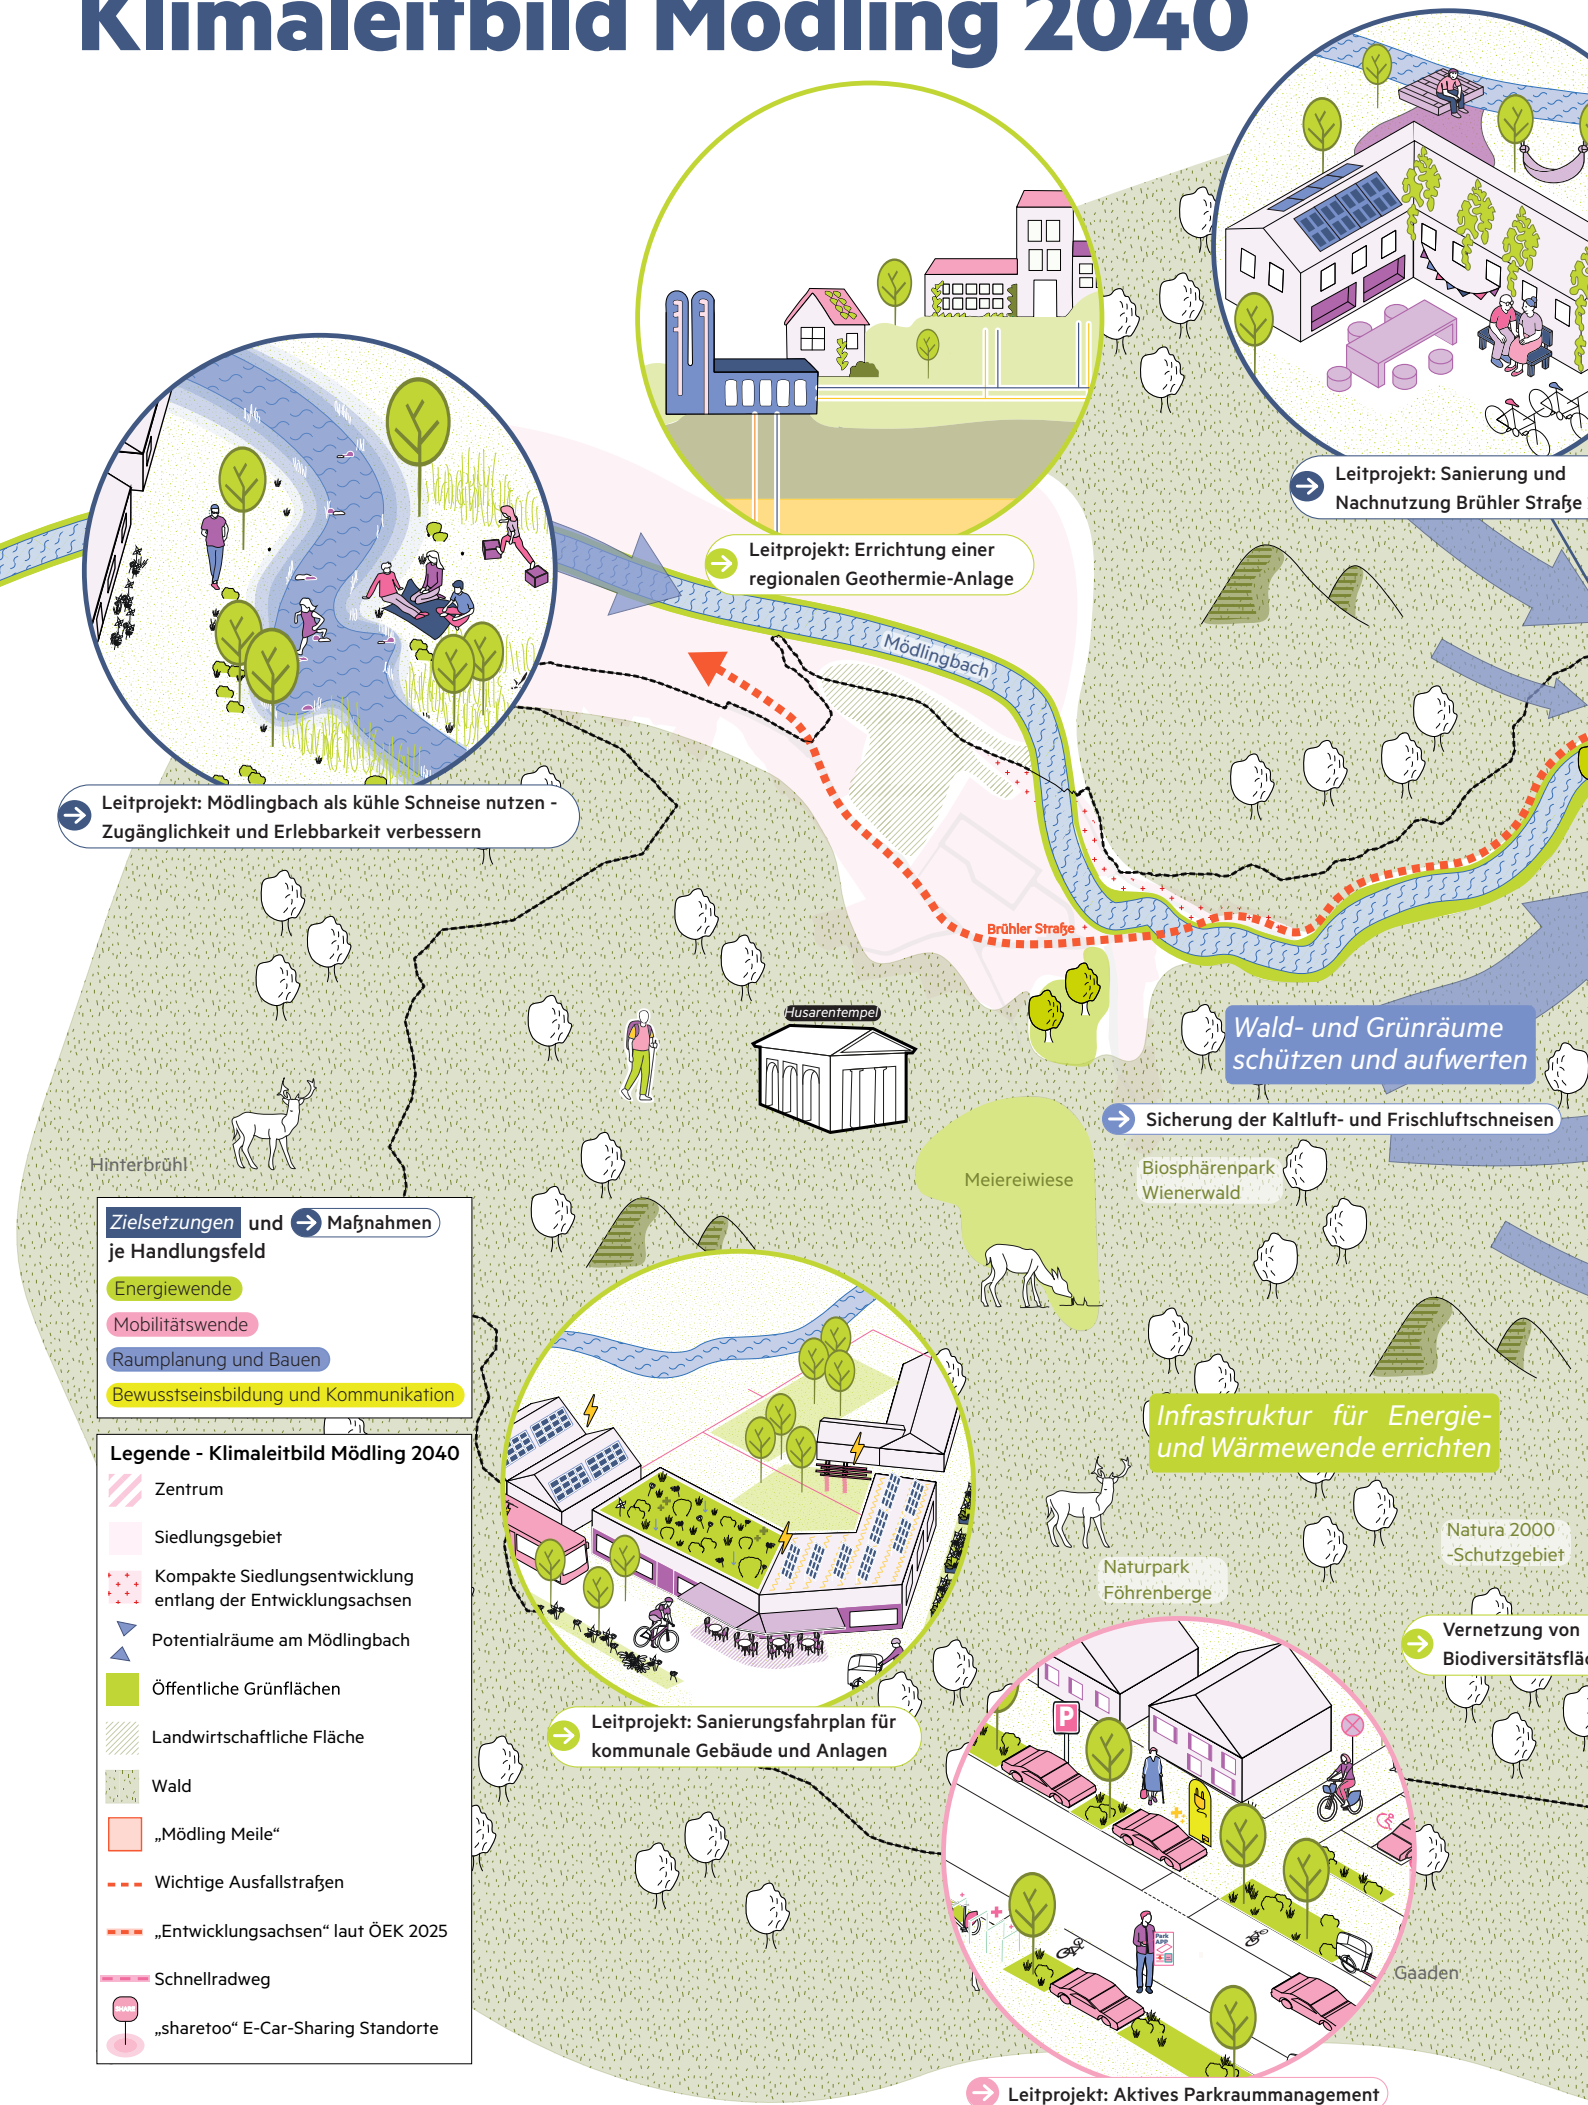 Klimaleitbild Mödling 2040
Leitprojekt: Sanierung und
Nachnutzung Brühler Straße
Leitprojekt: Errichtung einer
regionalen Geothermie-Anlage
Mödlingbach
Leitprojekt: Mödlingbach als kühle Schneise nutzen -
Zugänglichkeit und Erlebbarkeit verbessern
Brühler Straße
Husarentempel
Wald- und Grünräume
schützen und aufwerten
Sicherung der Kaltluft- und Frischluftschneisen
Hinterbrühl
Meiereiwiese
Biosphärenpark
Wienerwald
Zielsetzungen und Maßnahmen
je Handlungsfeld
Energiewende
Mobilitätswende
Raumplanung und Bauen
Bewusstseinsbildung und Kommunikation
Infrastruktur für Energie-
und Wärmewende errichten
Legende - Klimaleitbild Mödling 2040
Zentrum
Siedlungsgebiet
Kompakte Siedlungsentwicklung
entlang der Entwicklungsachsen
Potentialräume am Mödlingbach
Öffentliche Grünflächen
Landwirtschaftliche Fläche
Wald
„Mödling Meile“
Wichtige Ausfallstraßen
„Entwicklungsachsen“ laut ÖEK 2025
Schnellradweg
SHARE
„sharetoo“ E-Car-Sharing Standorte
Natura 2000
-Schutzgebiet
Naturpark
Föhrenberge
Vernetzung von
Biodiversitätsflä
Leitprojekt: Sanierungsfahrplan für
kommunale Gebäude und Anlagen
P
Park
APP
Gaaden
Leitprojekt: Aktives Parkraummanagement